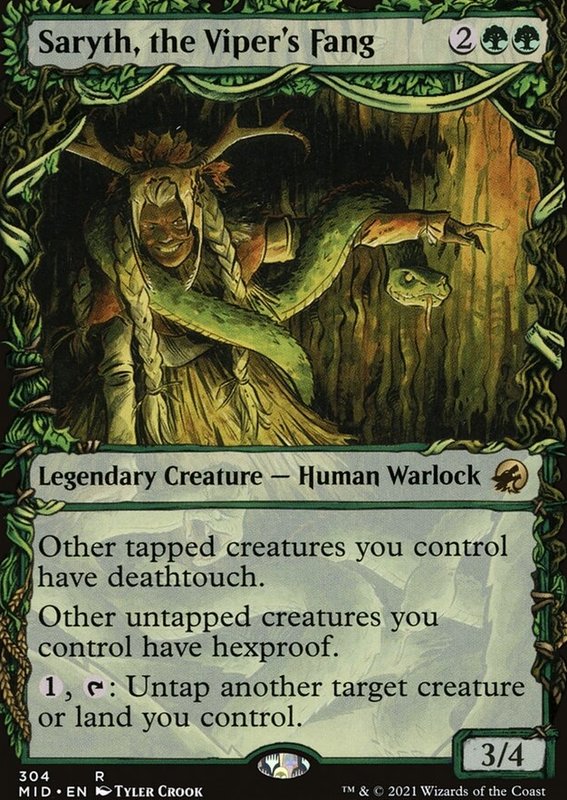 Saryth, the Viper's Fang 2
Legendary Creature — Human Warlock
Other tapped creatures you control
have deathtouch.
Other untapped creatures you
control have hexproof.
1, : Untap another target creature
or land you control.
3/4
304 R
MID • EN Tyler Crook
™ & © 2021 Wizards of the Coast